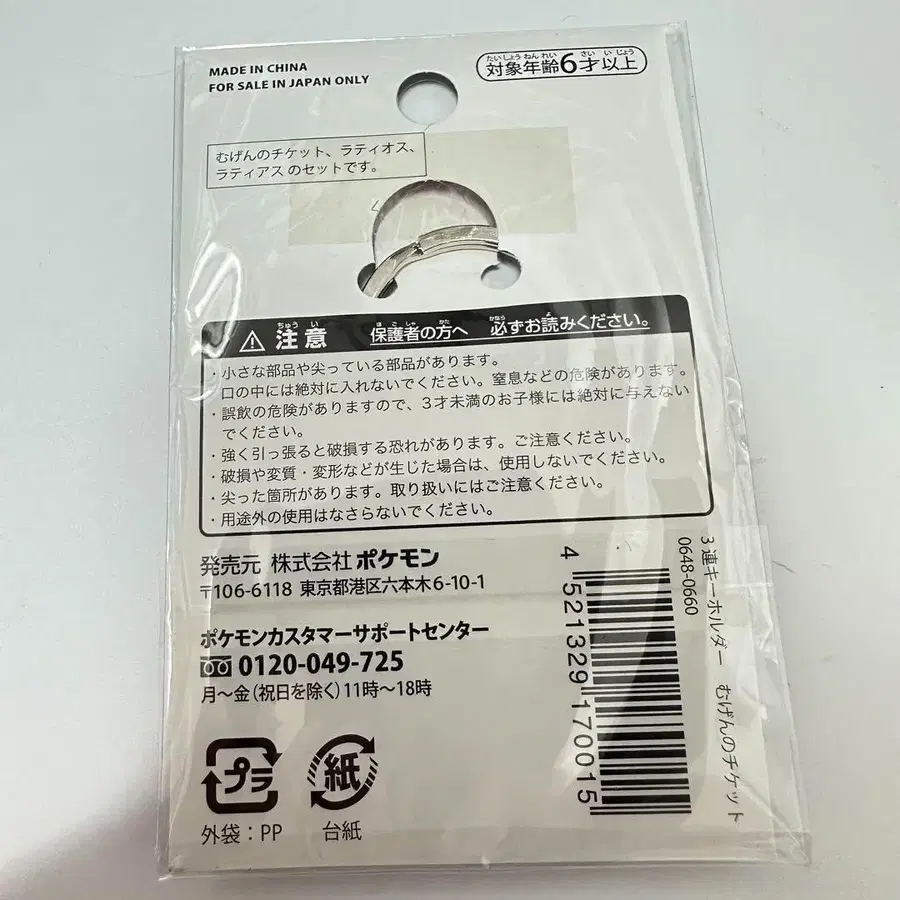 MADE IN CHINA
FOR SALE IN JAPAN ONLY
たいしょうねんれい さい いじょう
対象年齢6才以上
むげんのチケット、ラティオス、
ラティアス のセットです。
ちゅう い ほ ご しゃ かた かなら よ
注意 保護者の方へ 必ずお読みください。
・小さな部品や尖っている部品があります。
口の中には絶対に入れないでください。窒息などの危険があります。
・誤飲の危険がありますので、3才未満のお子様には絶対に与えない
でください。
・強く引っ張ると破損する恐れがあります。ご注意ください。
・破損や変質・変形などが生じた場合は、使用しないでください。
・尖った箇所があります。取り扱いにはご注意ください。
・用途外の使用はなさらないでください。
発売元 株式会社 ポケモン
〒106-6118 東京都港区六本木6-10-1
ポケモンカスタマーサポートセンター
0120-049-725
月〜金(祝日を除く)11時〜18時
プラ
外袋:PP
紙
台紙
3連キーホルダー むげんのチケット
0648-0660
4 521329 170015